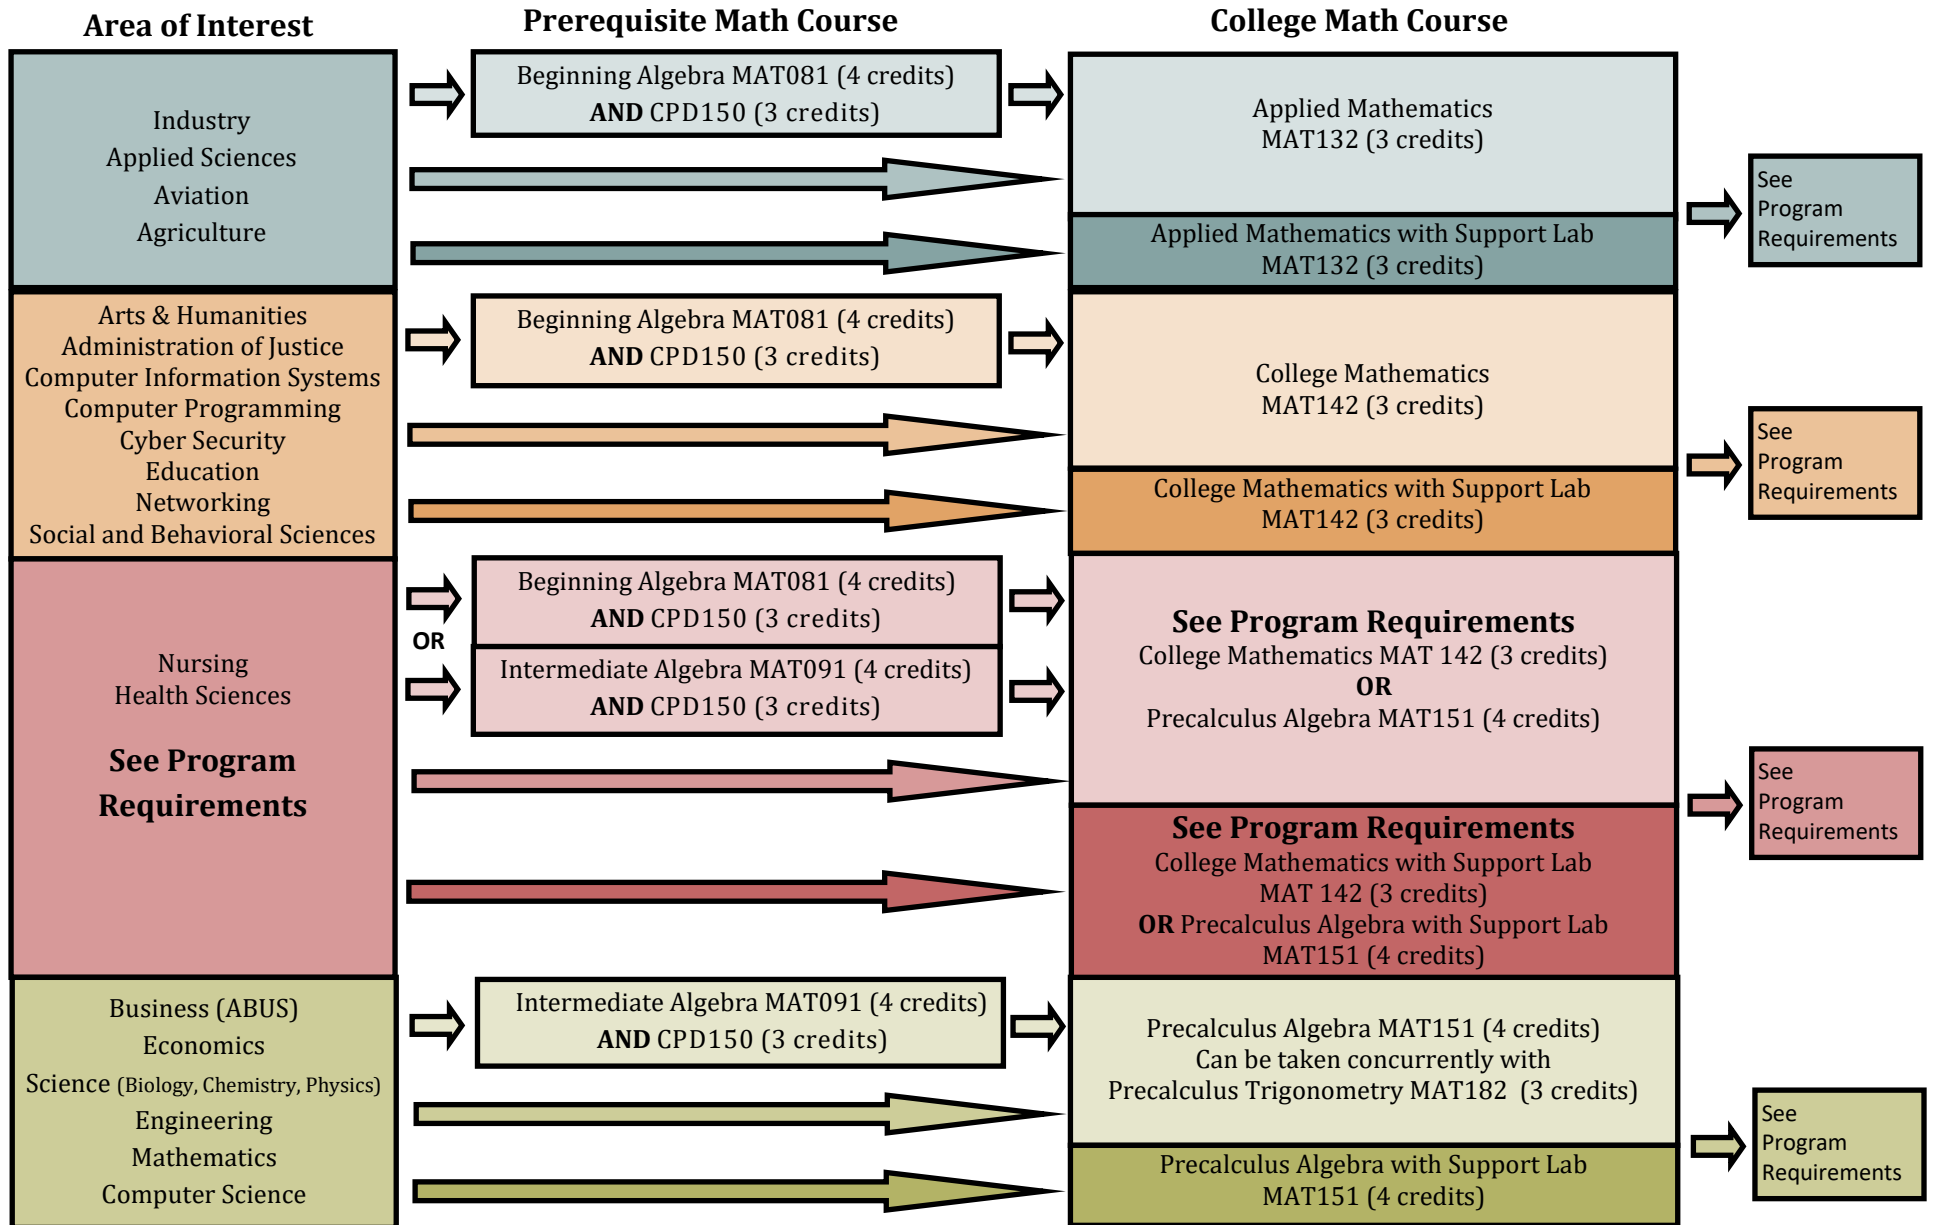 Area of Interest
Prerequisite Math Course
College Math Course
Industry
Applied Sciences
Aviation
Agriculture
Beginning Algebra MAT081 (4 credits)
AND CPD150 (3 credits)
Applied Mathematics
MAT132 (3 credits)
Applied Mathematics with Support Lab
MAT132 (3 credits)
See
Program
Requirements
Arts & Humanities
Administration of Justice
Computer Information Systems
Computer Programming
Cyber Security
Education
Networking
Social and Behavioral Sciences
Beginning Algebra MAT081 (4 credits)
AND CPD150 (3 credits)
College Mathematics
MAT142 (3 credits)
College Mathematics with Support Lab
MAT142 (3 credits)
See
Program
Requirements
Nursing
Health Sciences
See Program
Requirements
Beginning Algebra MAT081 (4 credits)
AND CPD150 (3 credits)
OR
Intermediate Algebra MAT091 (4 credits)
AND CPD150 (3 credits)
See Program Requirements
College Mathematics MAT 142 (3 credits)
OR
Precalculus Algebra MAT151 (4 credits)
See Program Requirements
College Mathematics with Support Lab
MAT 142 (3 credits)
OR Precalculus Algebra with Support Lab
MAT151 (4 credits)
See
Program
Requirements
Business (ABUS)
Economics
Science (Biology, Chemistry, Physics)
Engineering
Mathematics
Computer Science
Intermediate Algebra MAT091 (4 credits)
AND CPD150 (3 credits)
Precalculus Algebra MAT151 (4 credits)
Can be taken concurrently with
Precalculus Trigonometry MAT182 (3 credits)
Precalculus Algebra with Support Lab
MAT151 (4 credits)
See
Program
Requirements